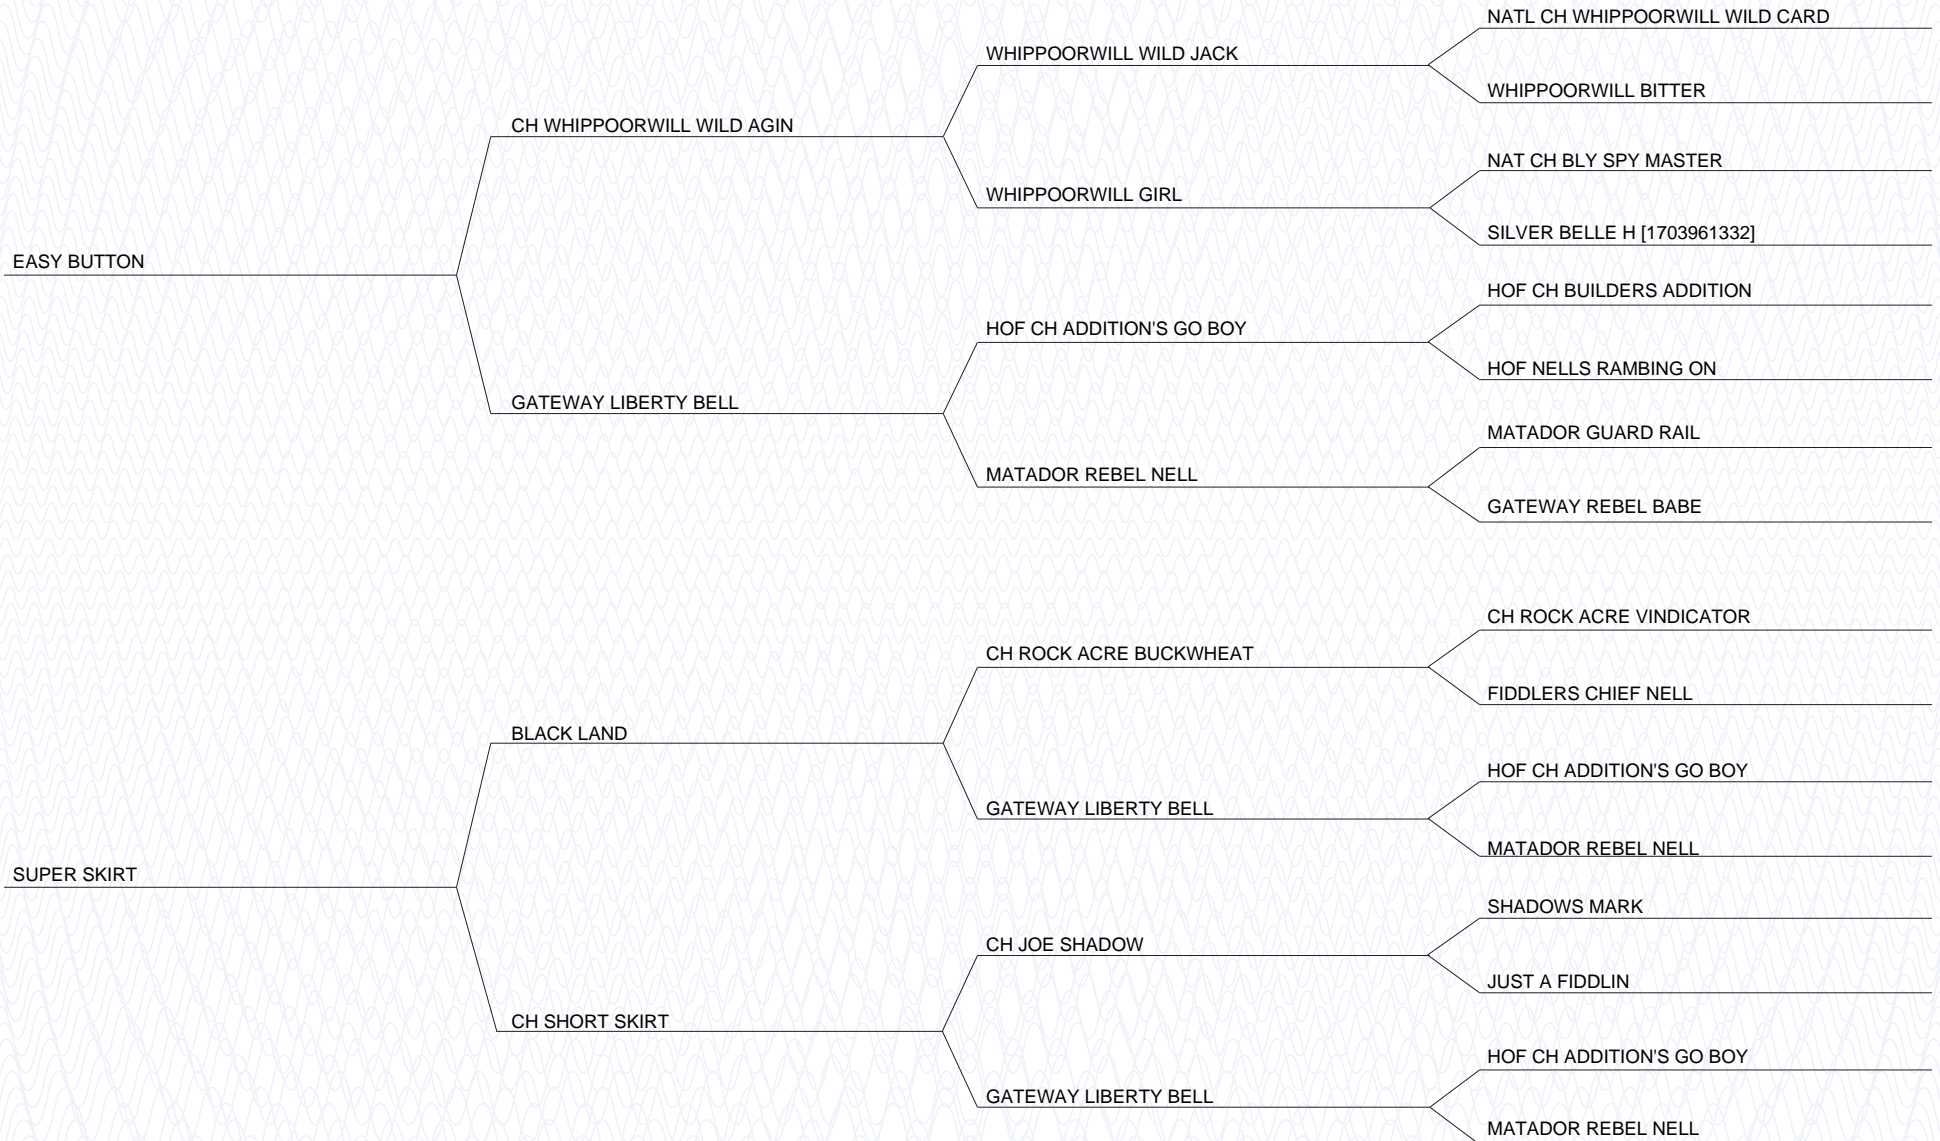 NATL CH WHIPPOORWILL WILD CARD
WHIPPOORWILL WILD JACK
WHIPPOORWILL BITTER
CH WHIPPOORWILL WILD AGIN
NAT CH BLY SPY MASTER
WHIPPOORWILL GIRL
SILVER BELLE H [1703961332]
EASY BUTTON
HOF CH BUILDERS ADDITION
HOF CH ADDITION'S GO BOY
HOF NELLS RAMBING ON
GATEWAY LIBERTY BELL
MATADOR GUARD RAIL
MATADOR REBEL NELL
GATEWAY REBEL BABE
CH ROCK ACRE VINDICATOR
CH ROCK ACRE BUCKWHEAT
FIDDLERS CHIEF NELL
BLACK LAND
HOF CH ADDITION'S GO BOY
GATEWAY LIBERTY BELL
MATADOR REBEL NELL
SUPER SKIRT
SHADOWS MARK
CH JOE SHADOW
JUST A FIDDLIN
CH SHORT SKIRT
HOF CH ADDITION'S GO BOY
GATEWAY LIBERTY BELL
MATADOR REBEL NELL